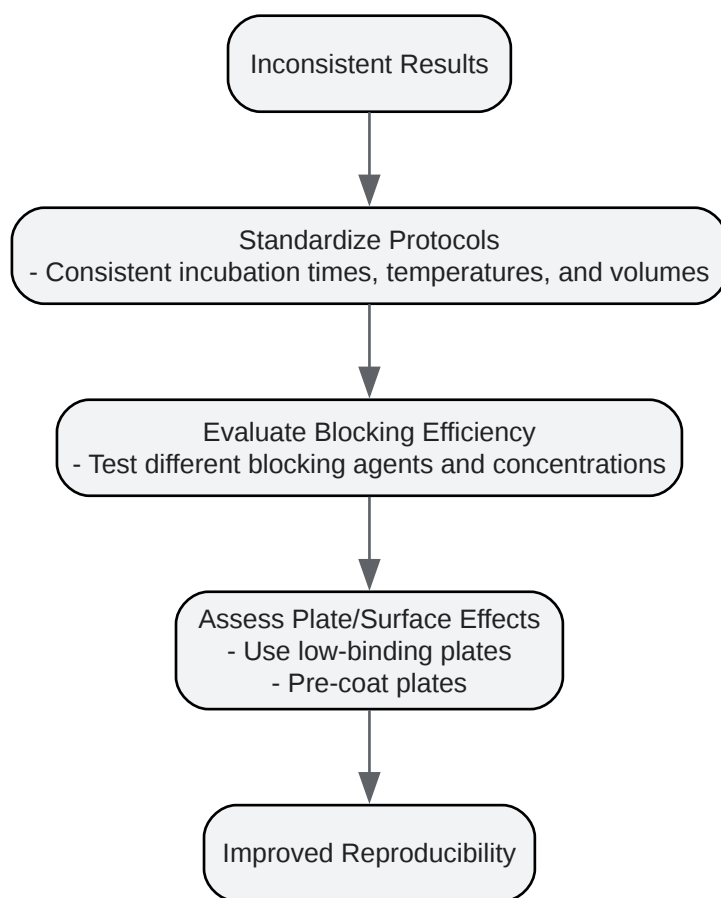 Inconsistent Results
Standardize Protocols
- Consistent incubation times, temperatures, and volumes
Evaluate Blocking Efficiency
- Test different blocking agents and concentrations
Assess Plate/Surface Effects
- Use low-binding plates
- Pre-coat plates
Improved Reproducibility